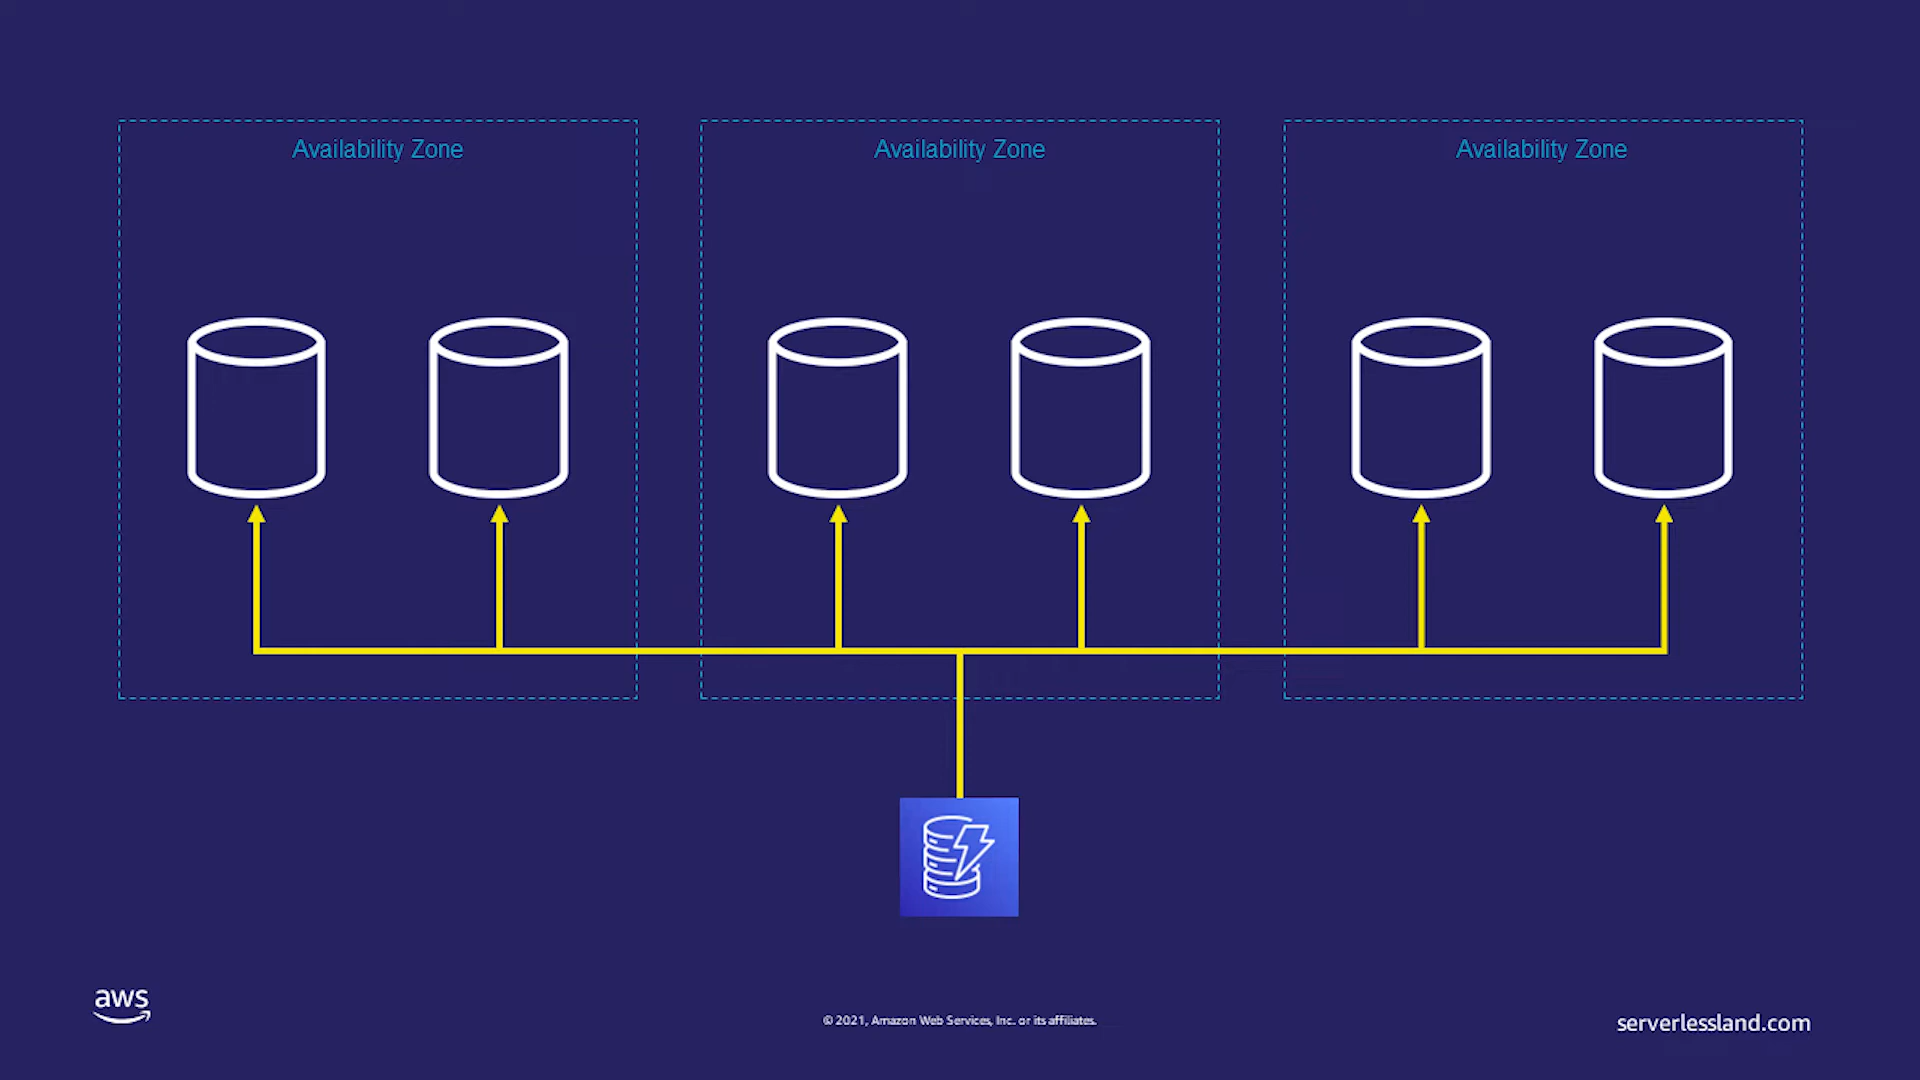 Availability Zone
Availability Zone
Availability Zone
aws
© 2021, Amazon Web Services, Inc. or its affiliates.
serverlessland.com